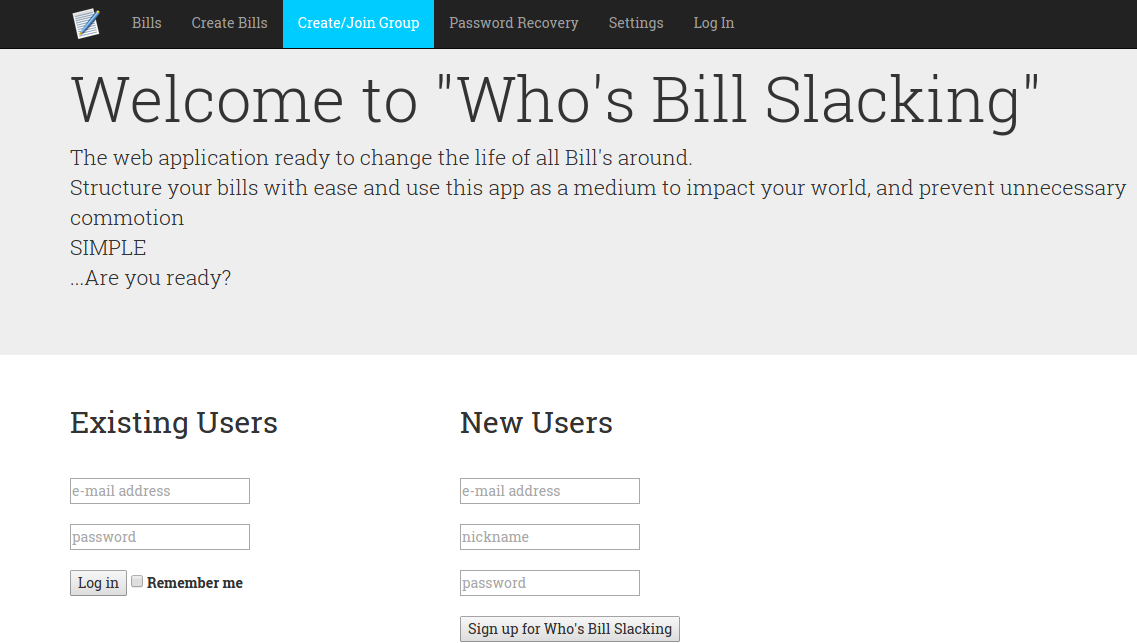 Bills Create Bills Create/Join Group Password Recovery Settings Log In
Welcome to "Who's Bill Slacking"
The web application ready to change the life of all Bill's around.
Structure your bills with ease and use this app as a medium to impact your world, and prevent unnecessary
commotion
SIMPLE
...Are you ready?
Existing Users
e-mail address
password
Log in Remember me
New Users
e-mail address
nickname
password
Sign up for Who's Bill Slacking